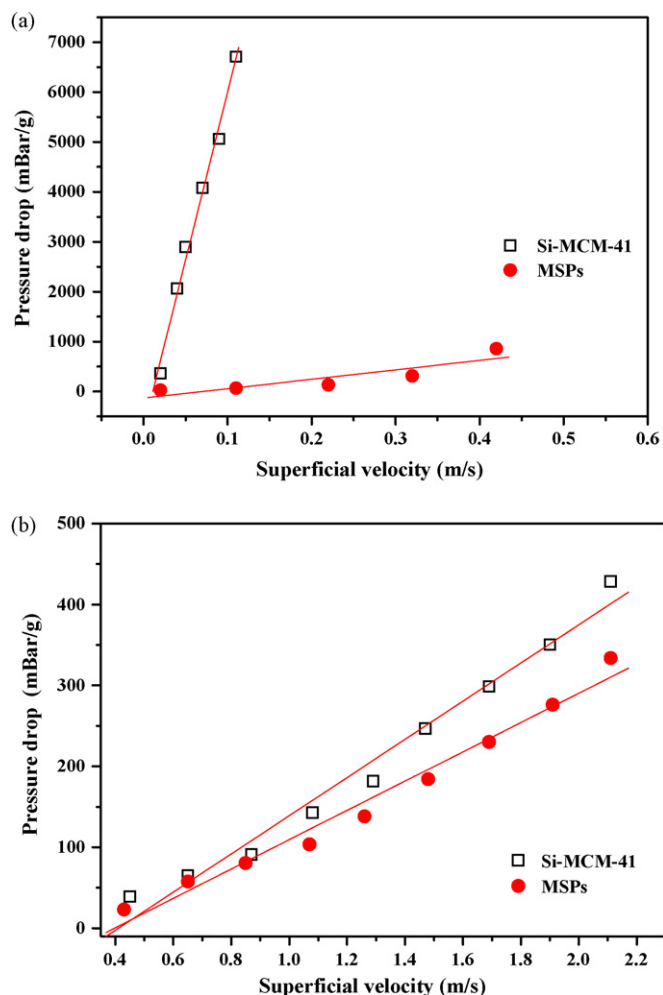 (a)
7000
6000
5000
4000
3000
2000
1000
0
Pressure drop (mBar/g)
Si-MCM-41
MSPs
0.0 0.1 0.2 0.3 0.4 0.5 0.6
Superficial velocity (m/s)
(b)
500
400
300
200
100
0
Pressure drop (mBar/g)
Si-MCM-41
MSPs
0.4 0.6 0.8 1.0 1.2 1.4 1.6 1.8 2.0 2.2
Superficial velocity (m/s)